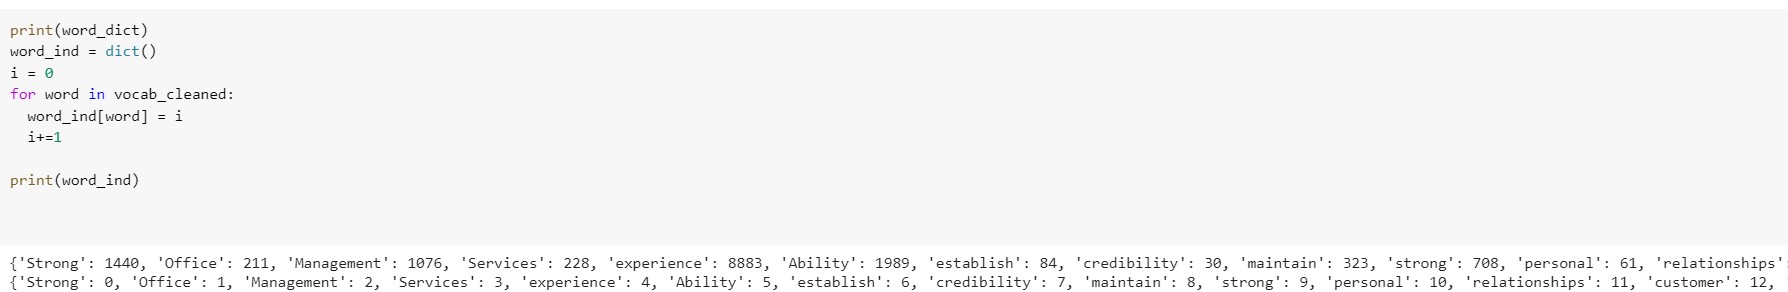 print(word_dict)
word_ind = dict()
i = 0
for word in vocab_cleaned:
  word_ind[word] = i
  i+=1
print(word_ind)
{'Strong': 1440, 'Office': 211, 'Management': 1076, 'Services': 228, 'experience': 8883, 'Ability': 1989, 'establish': 84, 'credibility': 30, 'maintain': 323, 'strong': 708, 'personal': 61, 'relationships'
{'Strong': 0, 'Office': 1, 'Management': 2, 'Services': 3, 'experience': 4, 'Ability': 5, 'establish': 6, 'credibility': 7, 'maintain': 8, 'strong': 9, 'personal': 10, 'relationships': 11, 'customer': 12,